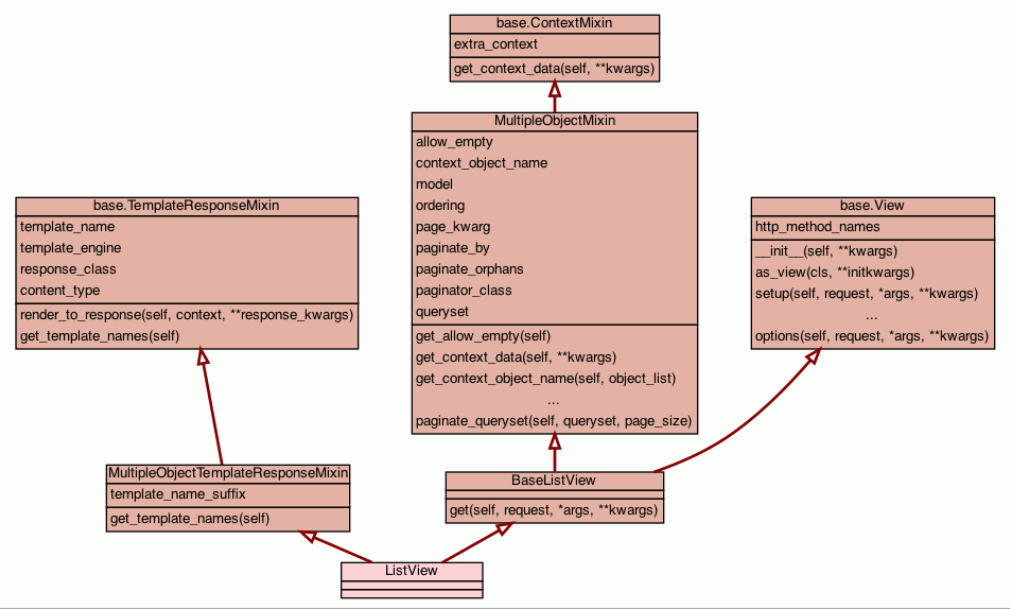 base.ContextMixin
extra_context
get_context_data(self, **kwargs)
MultipleObjectMixin
allow_empty
context_object_name
model
ordering
page_kwarg
paginate_by
paginate_orphans
paginator_class
queryset
get_allow_empty(self)
get_context_data(self, **kwargs)
get_context_object_name(self, object_list)
...
paginate_queryset(self, queryset, page_size)
base.TemplateResponseMixin
template_name
template_engine
response_class
content_type
render_to_response(self, context, **response_kwargs)
get_template_names(self)
base.View
http_method_names
__init__(self, **kwargs)
as_view(cls, **initkwargs)
setup(self, request, *args, **kwargs)
...
options(self, request, *args, **kwargs)
MultipleObjectTemplateResponseMixin
template_name_suffix
get_template_names(self)
BaseListView
get(self, request, *args, **kwargs)
ListView